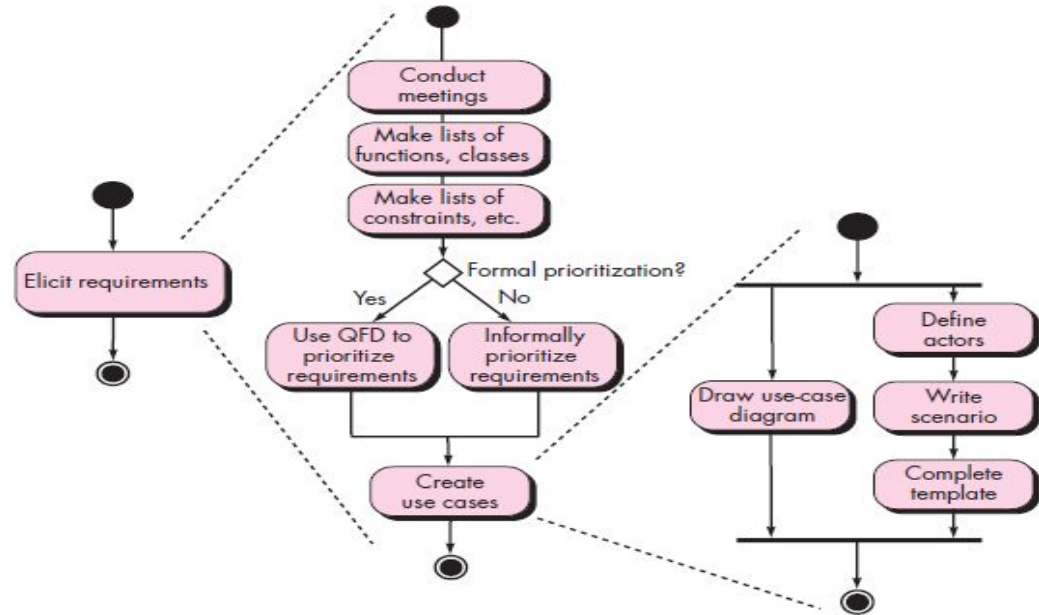 Elicit requirements
Conduct
meetings
Make lists of
functions, classes
Make lists of
constraints, etc.
Formal prioritization?
Yes
No
Use QFD to
prioritize
requirements
Informally
prioritize
requirements
Create
use cases
Draw use-case
diagram
Define
actors
Write
scenario
Complete
template